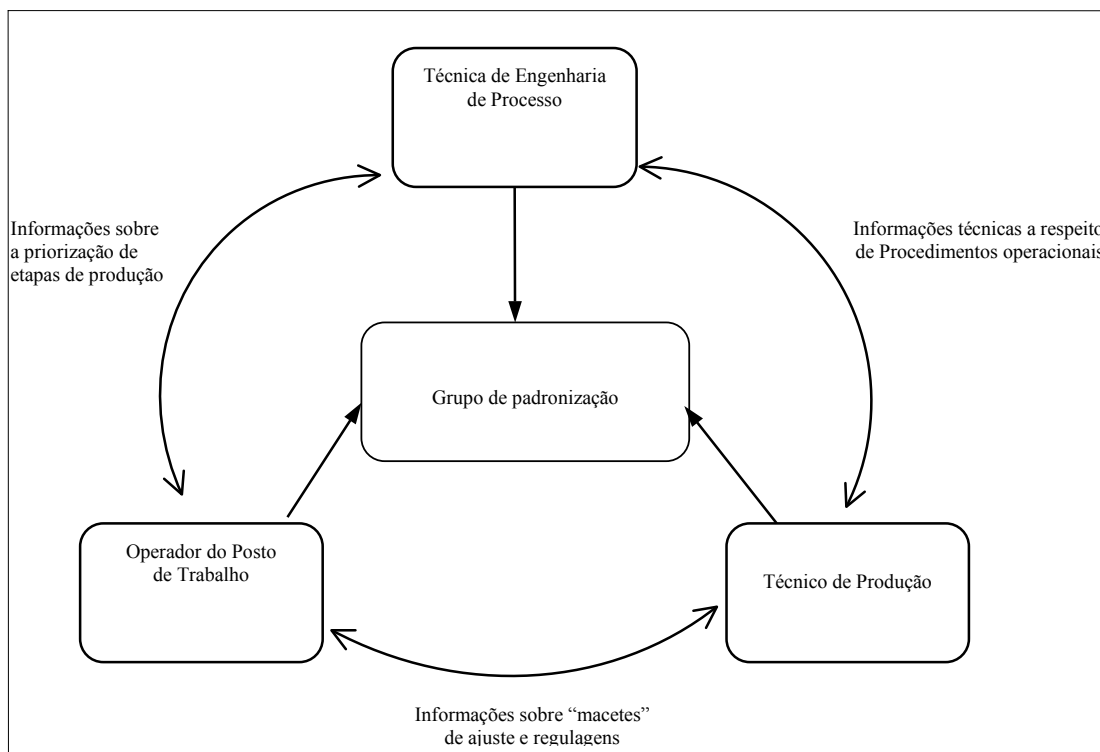 Técnica de Engenharia
de Processo
Informações sobre
a priorização de
etapas de produção
Informações técnicas a respeito
de Procedimentos operacionais
Grupo de padronização
Operador do Posto
de Trabalho
Técnico de Produção
Informações sobre “macetes”
de ajuste e regulagens